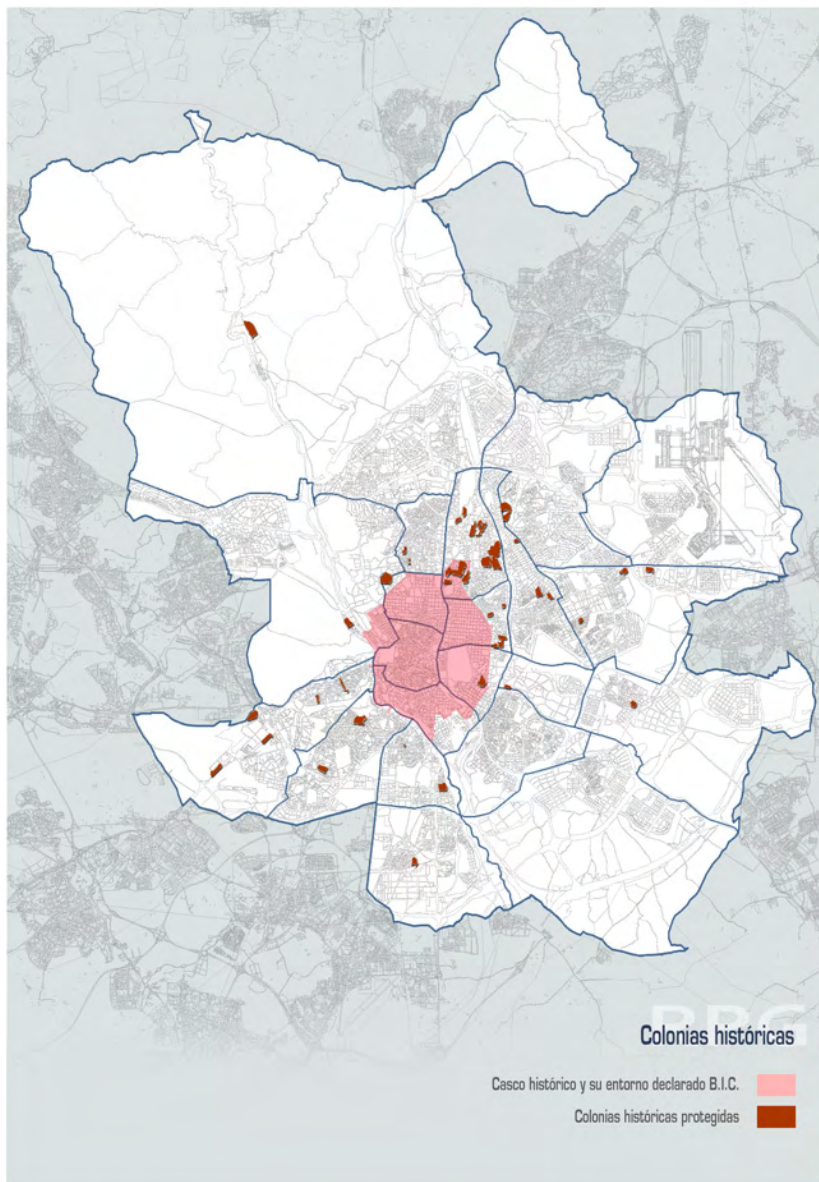 Colonias históricas
Casco histórico y su entorno declarado B.I.C.
Colonias históricas protegidas